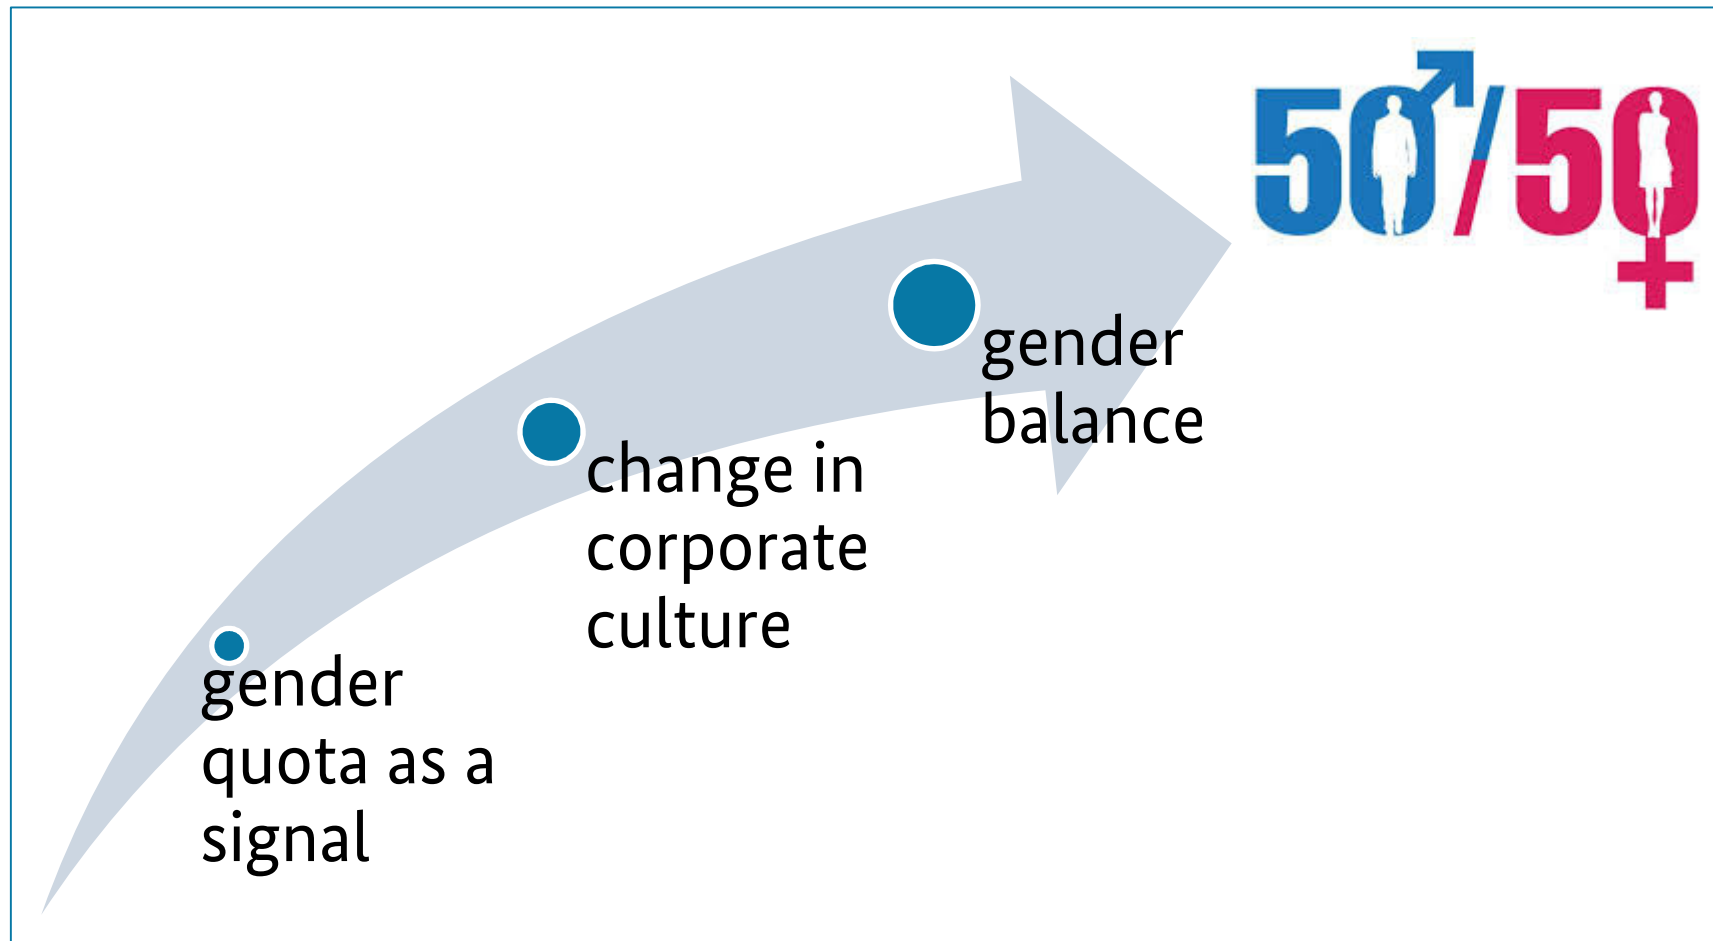 50/50
gender
balance
change in
corporate
culture
gender
quota as a
signal